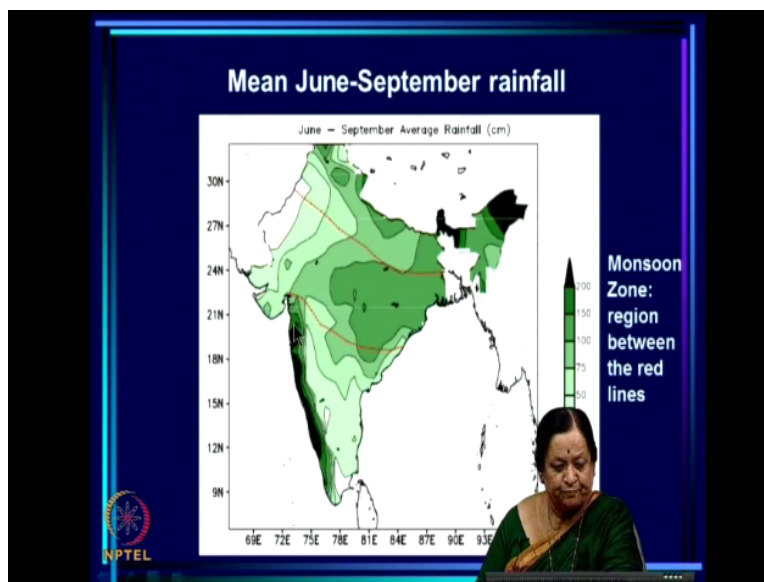 Mean June-September rainfall
June – September Average Rainfall (cm)
30N
27N
24N
21N
18N
15N
12N
9N
69E 72E 75E 78E 81E 84E 87E 90E
200
150
100
75
50
Monsoon
Zone:
region
between
the red
lines
NPTEL